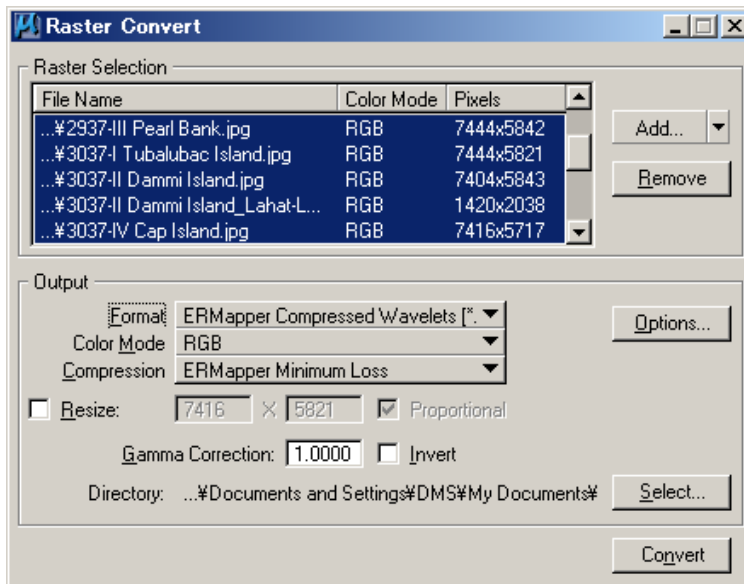 Raster Convert
Raster Selection
File Name Color Mode Pixels
...¥2937-III Pearl Bank.jpg RGB 7444x5842
...¥3037-I Tubalubac Island.jpg RGB 7444x5821
...¥3037-II Dammi Island.jpg RGB 7404x5843
...¥3037-II Dammi Island_Lahat-L... RGB 1420x2038
...¥3037-IV Cap Island.jpg RGB 7416x5717
Add...
Remove
Output
Format ERMapper Compressed Wavelets [*.
Options...
Color Mode RGB
Compression ERMapper Minimum Loss
Resize: 7416 X 5821 Proportional
Gamma Correction: 1.0000 Invert
Directory: ...¥Documents and Settings¥DMS¥My Documents¥ Select...
Convert